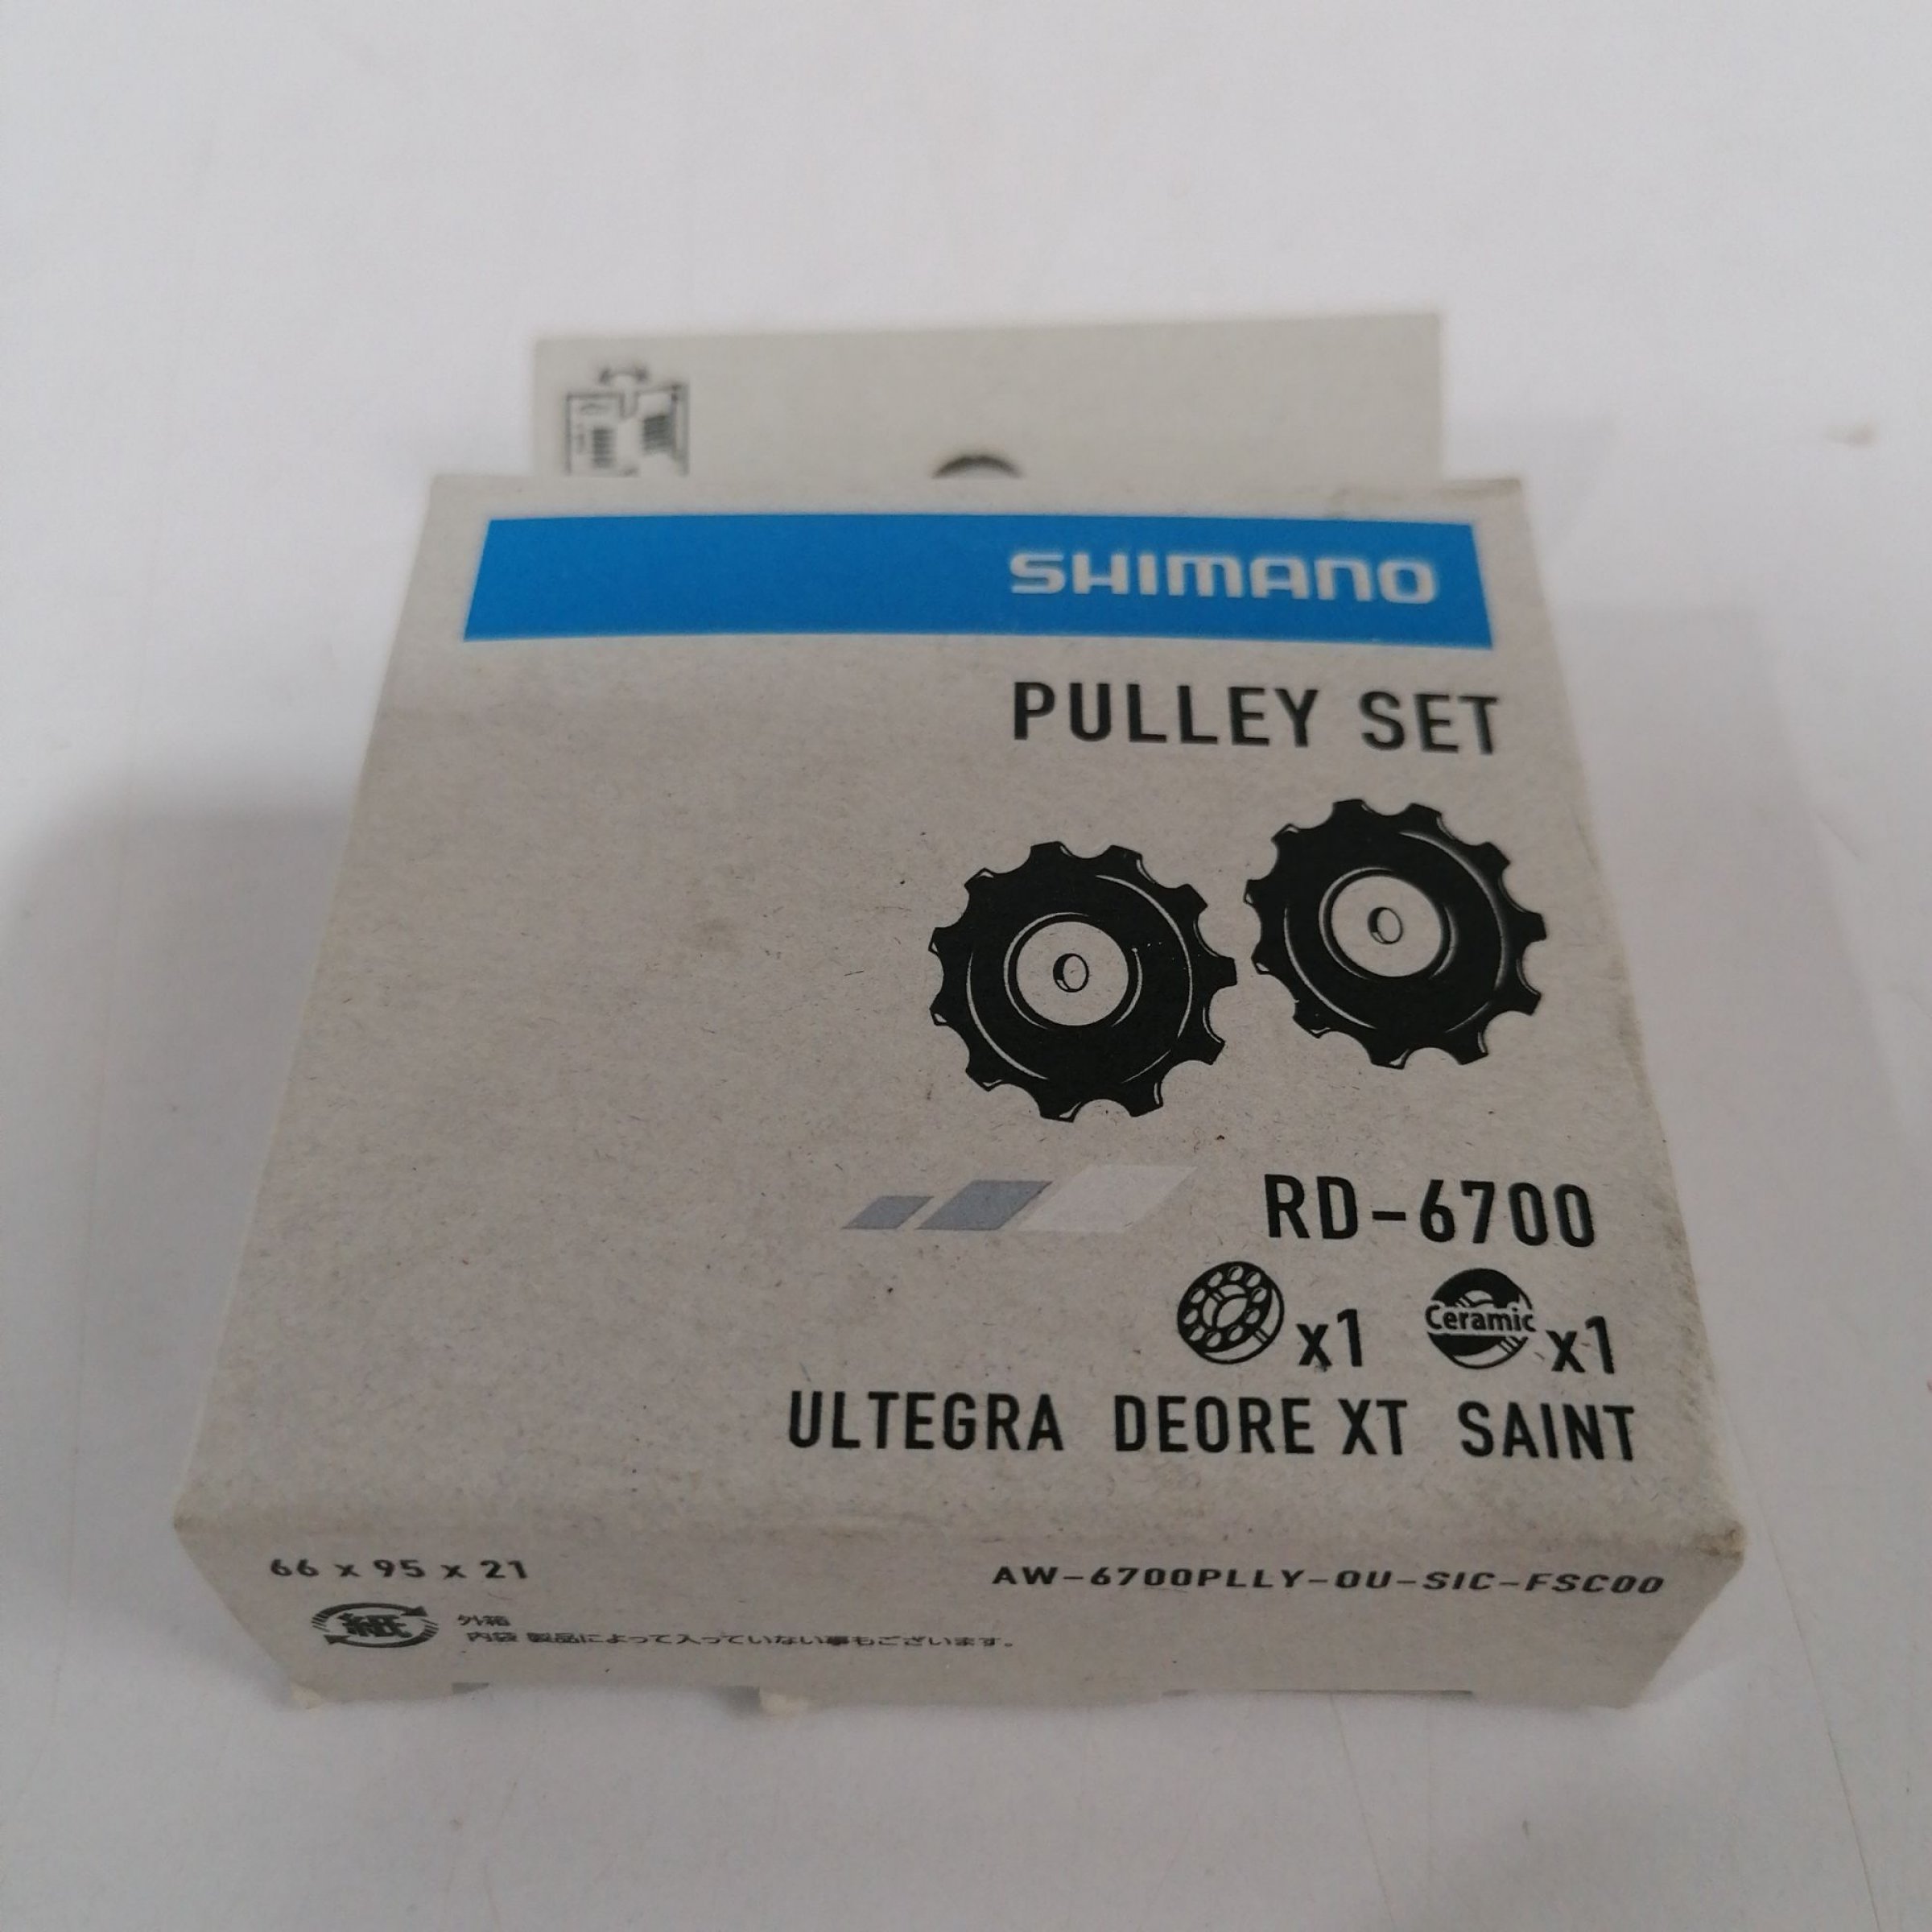 SHIMANO
PULLEY SET
RD-6700
x1 Ceramic x1
ULTEGRA DEORE XT SAINT
66 x 95 x 21 AW-6700PLLY-OU-SIC-FSC00
紙 外箱
内袋 製品によって入っていない事もございます。